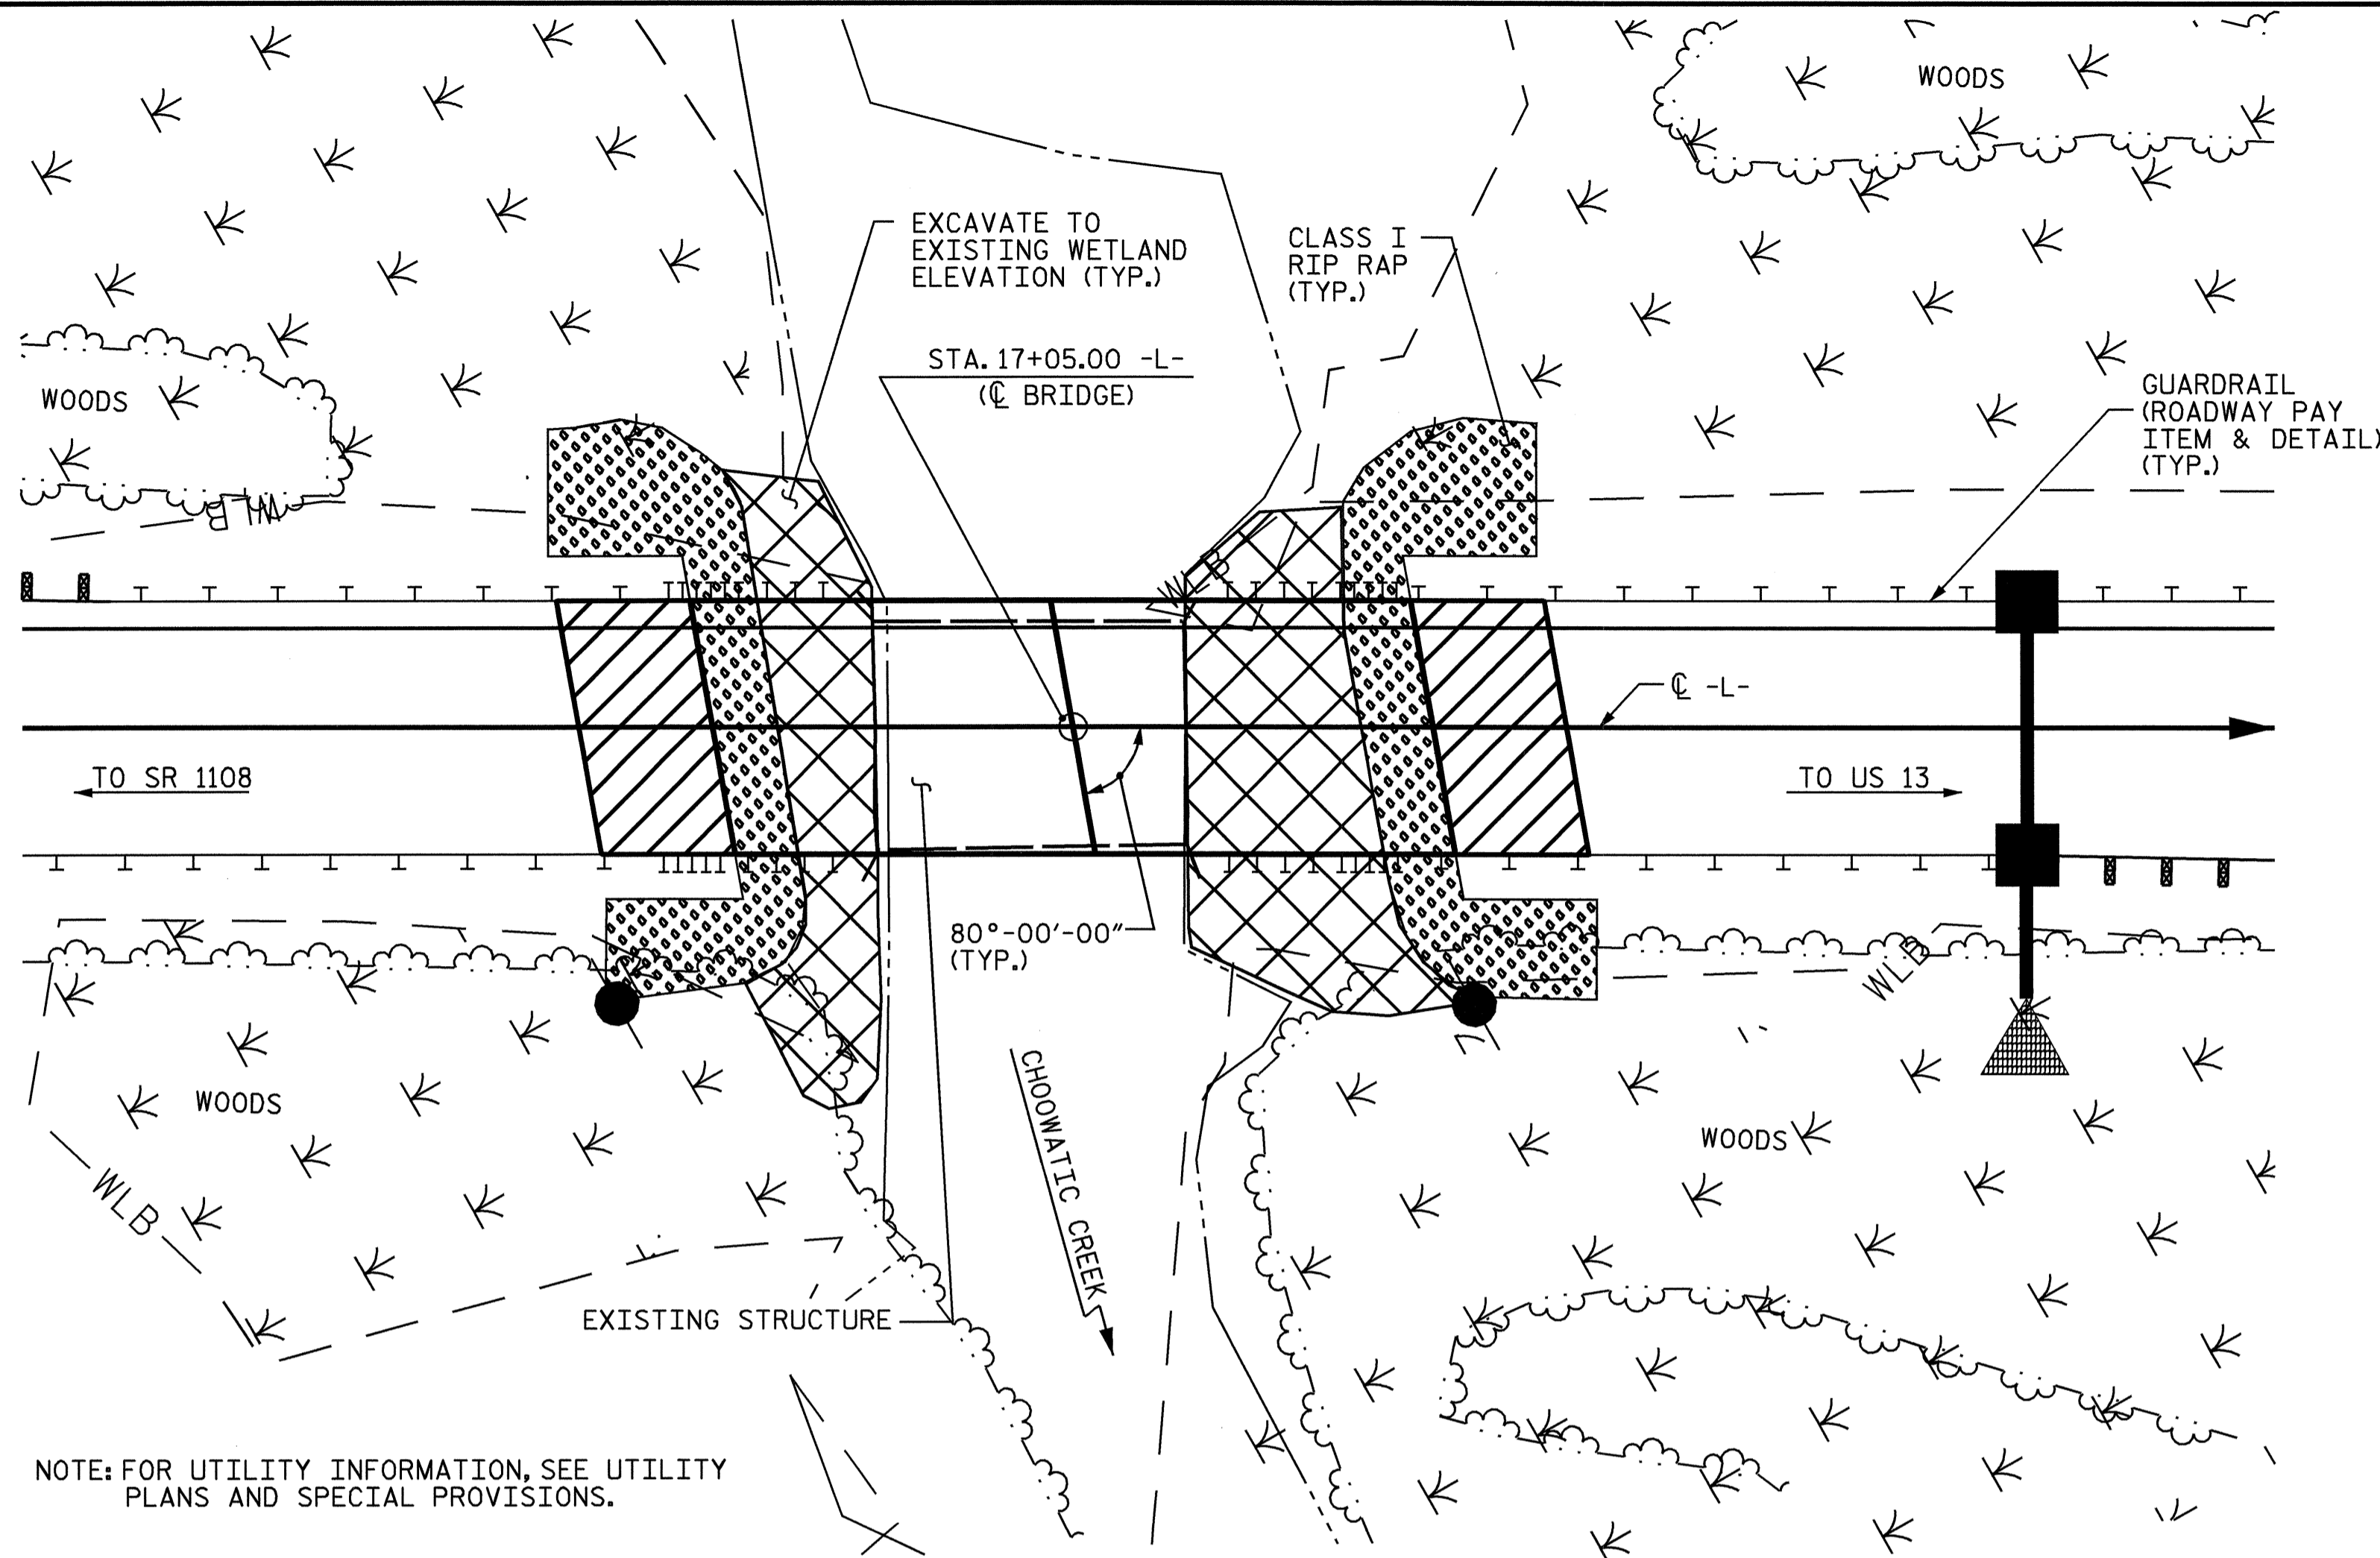 WOODS
EXCAVATE TO
EXISTING WETLAND
ELEVATION (TYP.)
CLASS I
RIP RAP
(TYP.)
STA. 17+05.00 -L-
(℄ BRIDGE)
GUARDRAIL
(ROADWAY PAY
ITEM & DETAIL)
(TYP.)
WOODS
WLB
WLB
℄ -L-
TO SR 1108
TO US 13
80°-00'-00"
(TYP.)
WLB
WOODS
WLB
CHOOWATIC CREEK
WOODS
EXISTING STRUCTURE
NOTE: FOR UTILITY INFORMATION, SEE UTILITY
PLANS AND SPECIAL PROVISIONS.